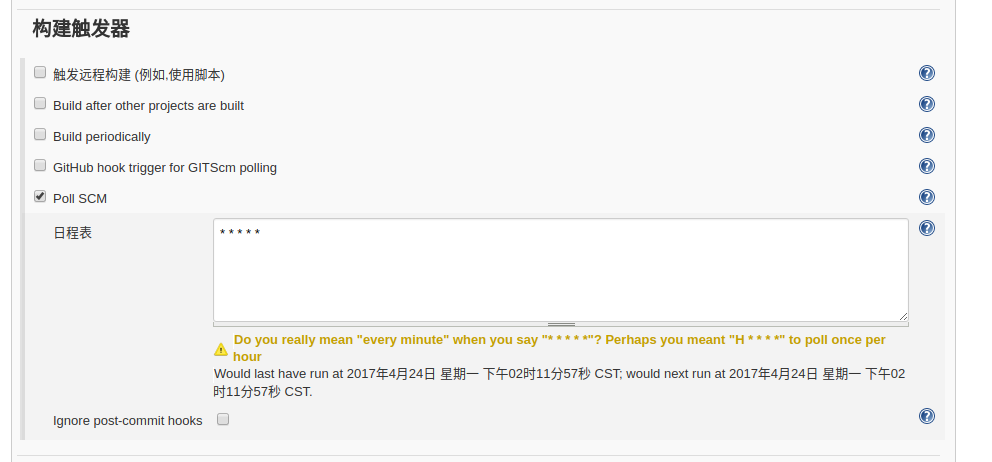 构建触发器
触发远程构建 (例如,使用脚本)
Build after other projects are built
Build periodically
GitHub hook trigger for GITScm polling
Poll SCM
日程表
* * * * *
Do you really mean "every minute" when you say "* * * * *"? Perhaps you meant "H * * * *" to poll once per
hour
Would last have run at 2017年4月24日 星期一 下午02时11分57秒 CST; would next run at 2017年4月24日 星期一 下午02
时11分57秒 CST.
Ignore post-commit hooks